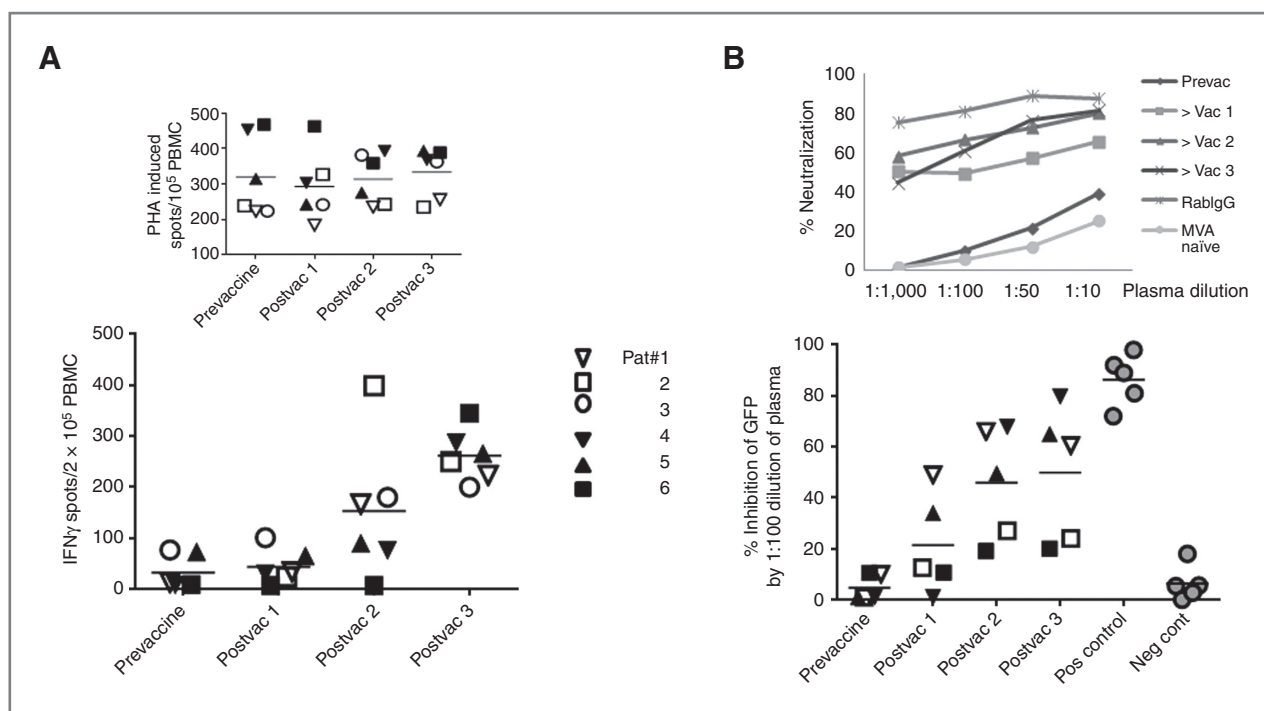 A
PHA induced
spots/10⁵ PBMC
500
400
300
200
100
Prevaccine
Postvac 1
Postvac 2
Postvac 3
IFNγ spots/2 × 10⁵ PBMC
500
400
300
200
100
0
Prevaccine
Postvac 1
Postvac 2
Postvac 3
Pat#1
2
3
4
5
6
B
% Neutralization
100
80
60
40
20
0
1:1,000 1:100 1:50 1:10 Plasma dilution
Prevac
> Vac 1
> Vac 2
> Vac 3
RabIgG
MVA
naïve
% Inhibition of GFP
by 1:100 dilution of plasma
100
80
60
40
20
0
Prevaccine
Postvac 1
Postvac 2
Postvac 3
Pos control
Neg cont